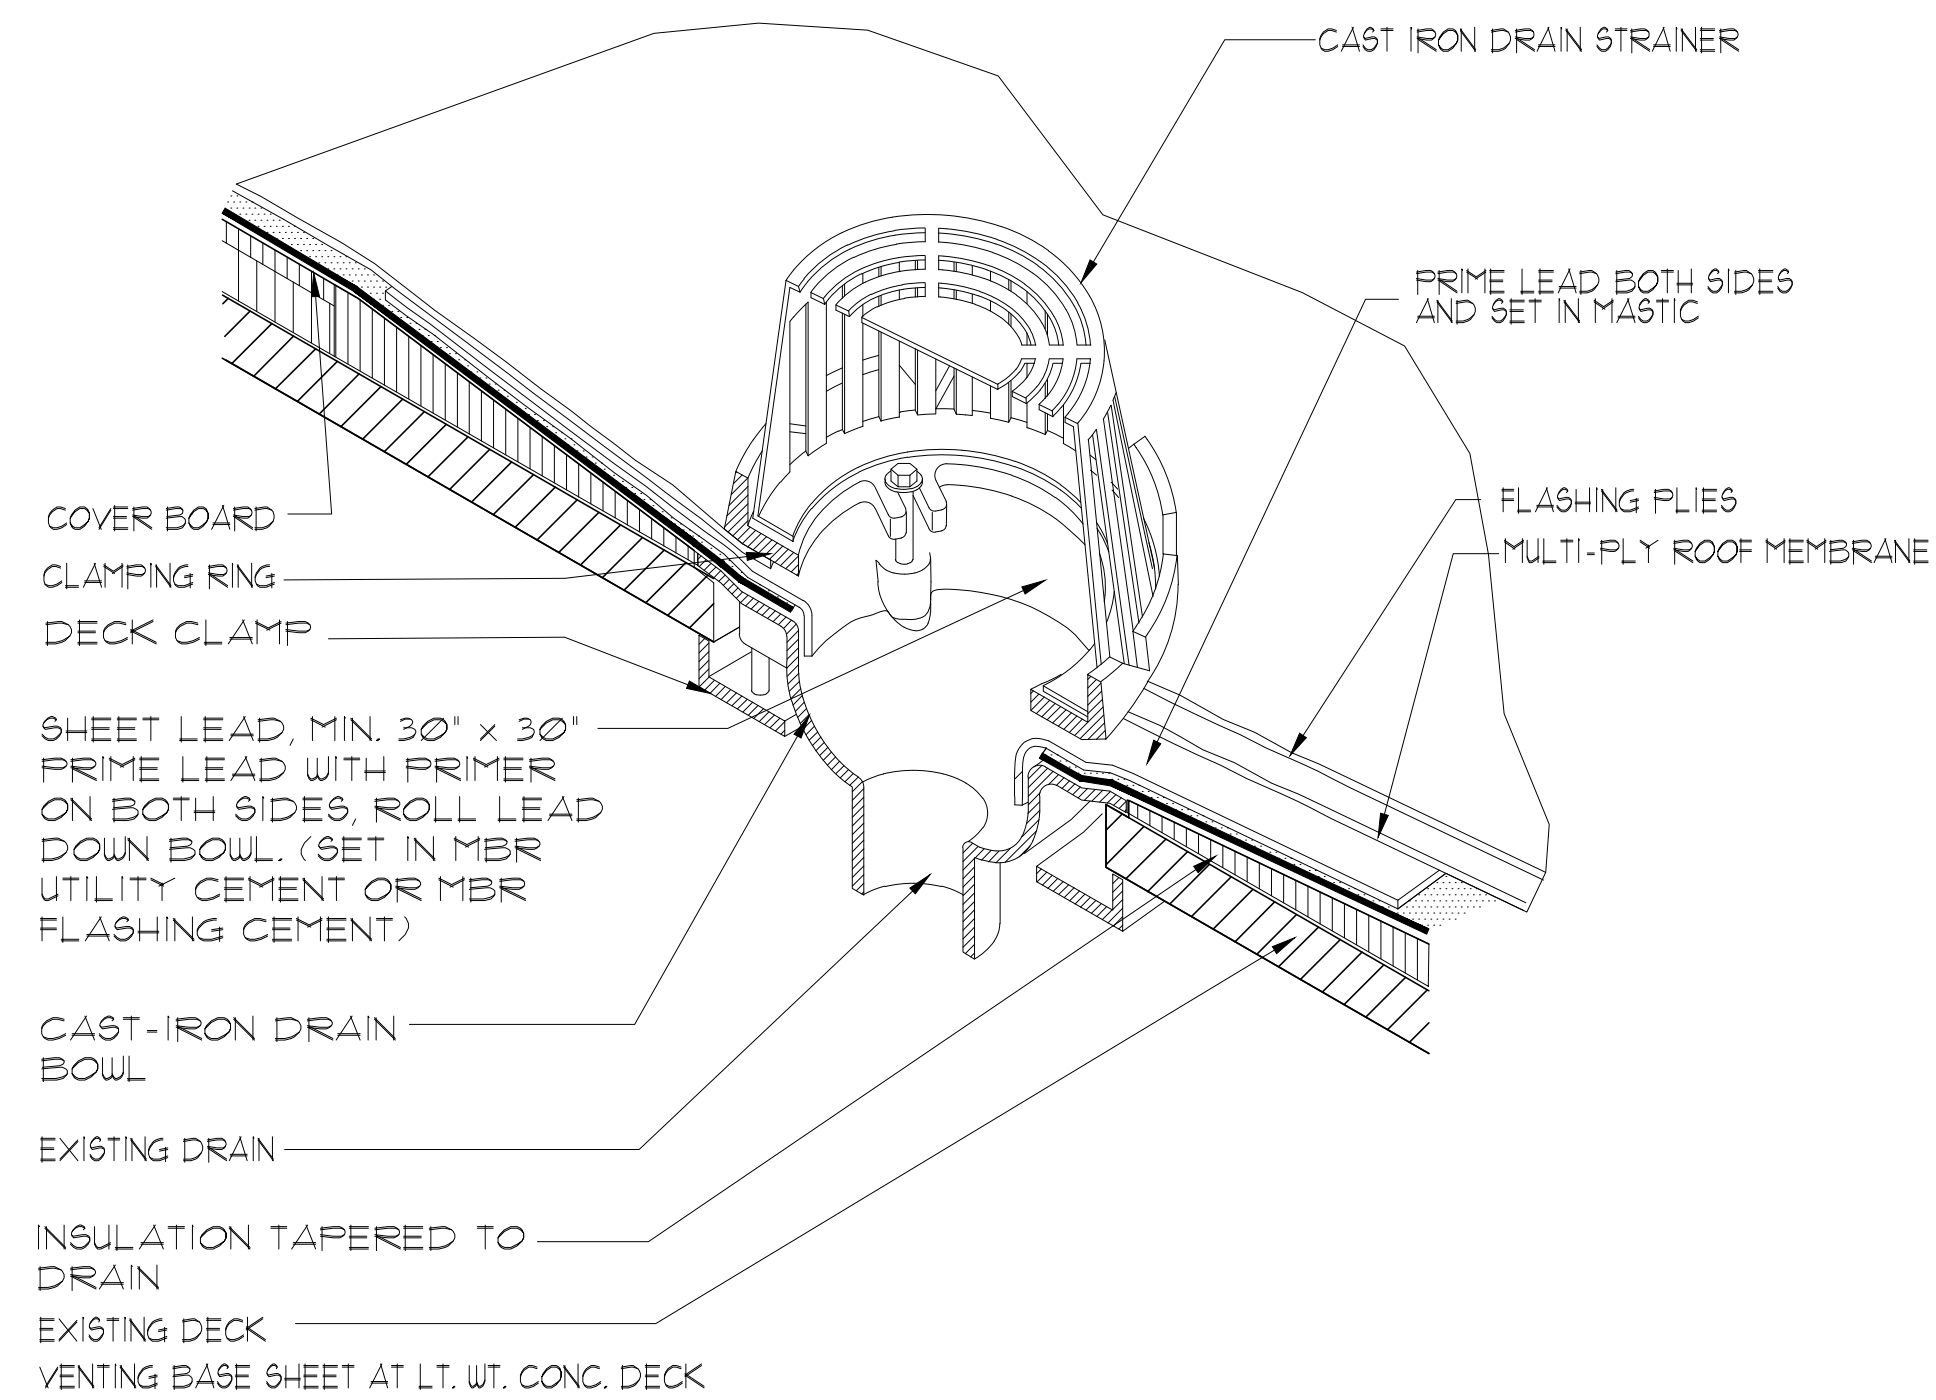 CAST IRON DRAIN STRAINER
PRIME LEAD BOTH SIDES
AND SET IN MASTIC
FLASHING PLIES
MULTI-PLY ROOF MEMBRANE
COVER BOARD
CLAMPING RING
DECK CLAMP
SHEET LEAD, MIN. 30" x 30"
PRIME LEAD WITH PRIMER
ON BOTH SIDES, ROLL LEAD
DOWN BOWL. (SET IN MBR
UTILITY CEMENT OR MBR
FLASHING CEMENT)
CAST-IRON DRAIN
BOWL
EXISTING DRAIN
INSULATION TAPERED TO
DRAIN
EXISTING DECK
VENTING BASE SHEET AT LT. WT. CONC. DECK